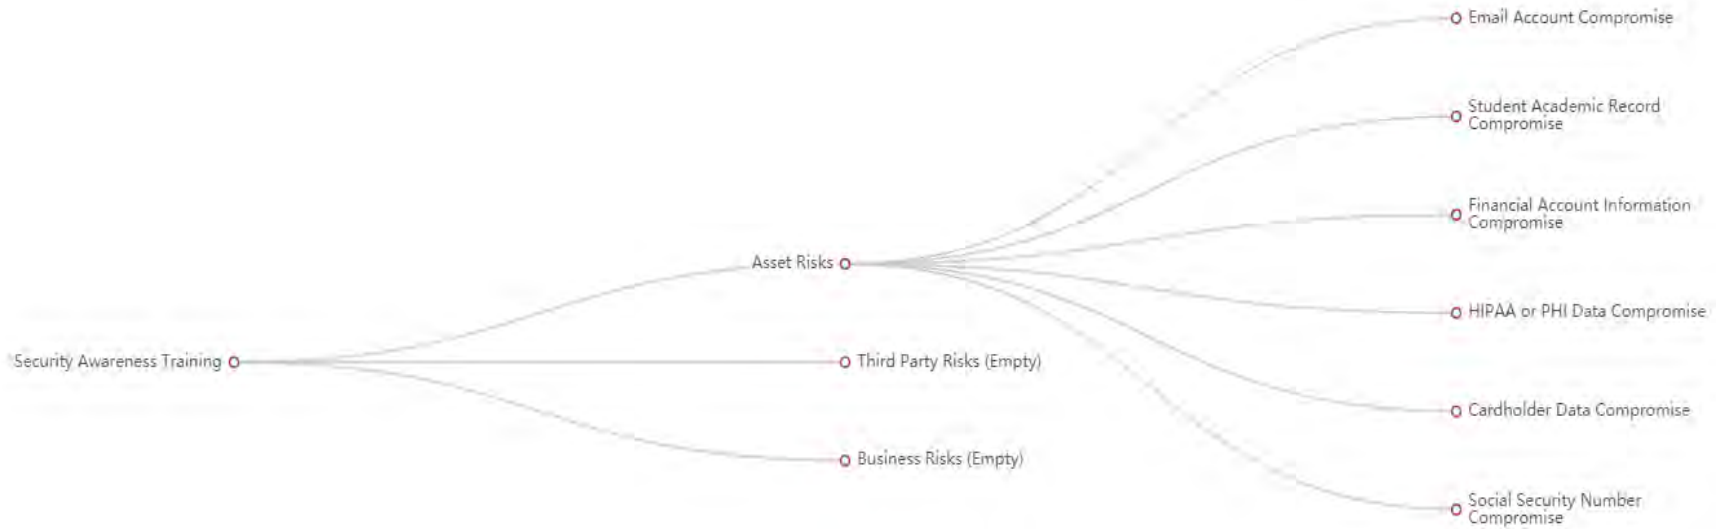 Email Account Compromise
Student Academic Record
Compromise
Financial Account Information
Compromise
Asset Risks
HIPAA or PHI Data Compromise
Security Awareness Training
Third Party Risks (Empty)
Cardholder Data Compromise
Business Risks (Empty)
Social Security Number
Compromise